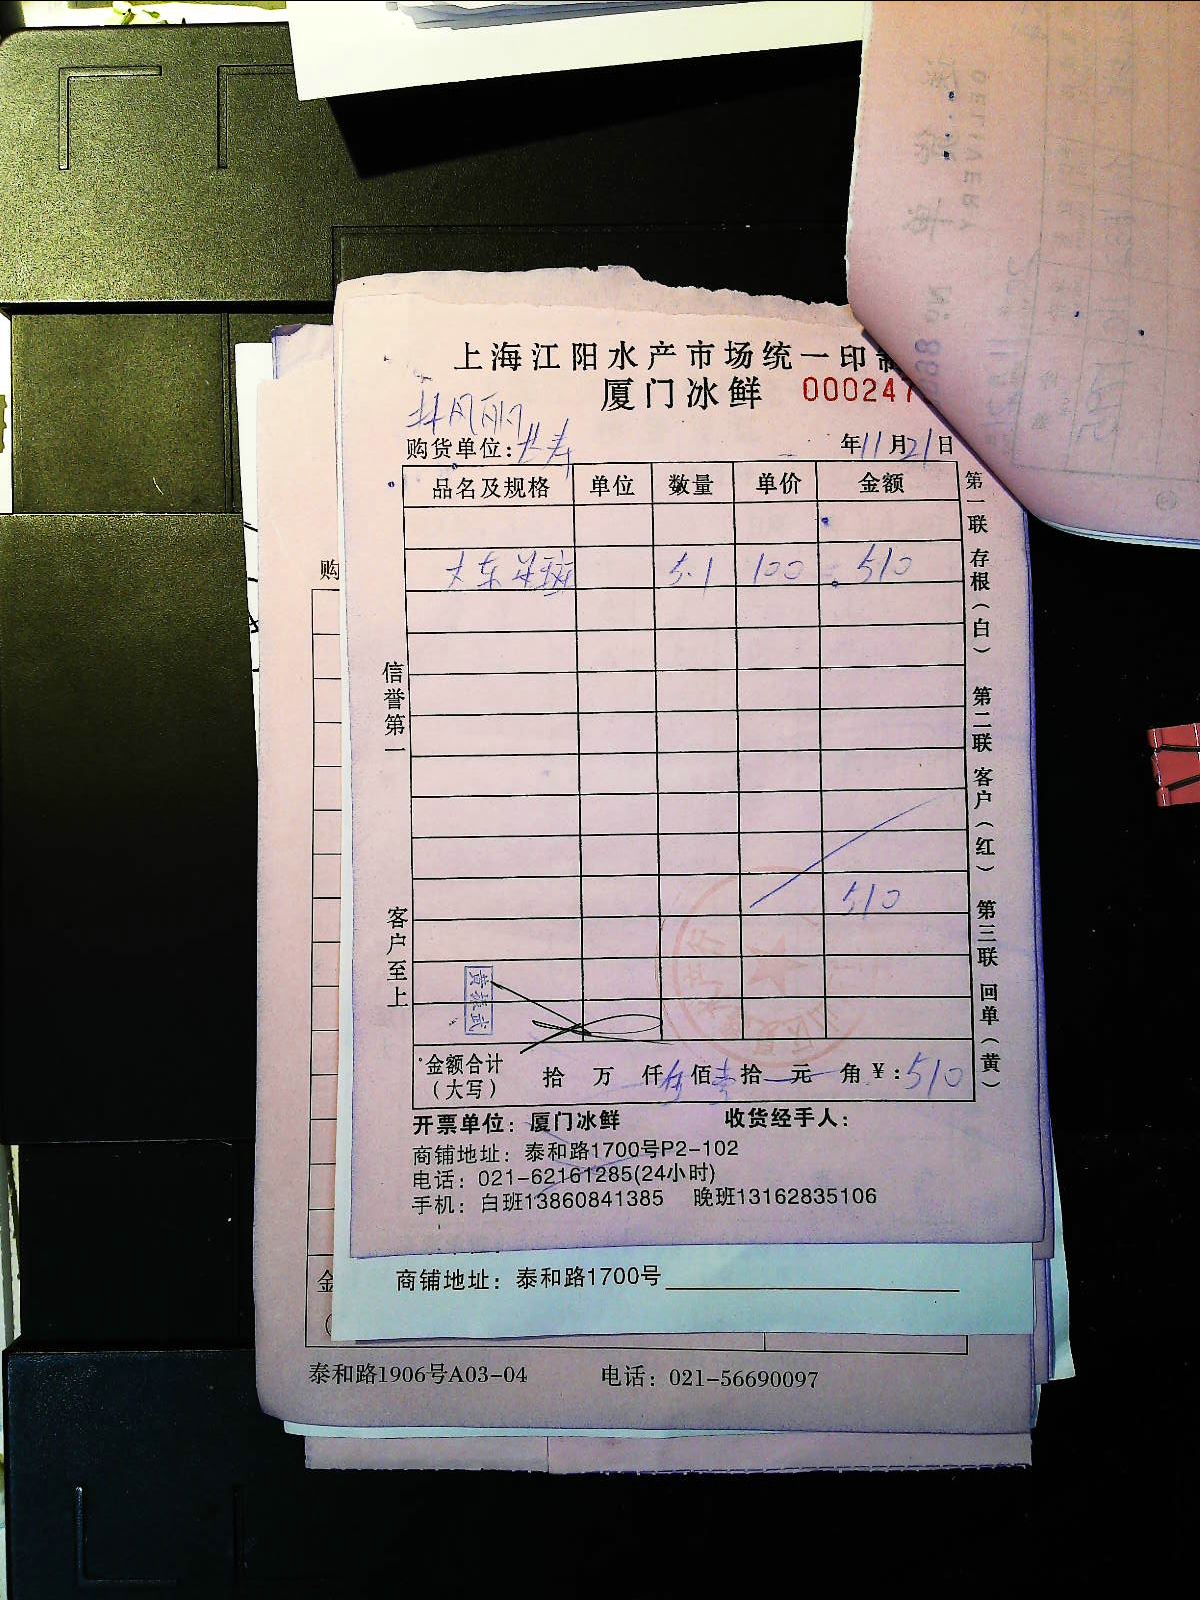 上海江阳水产市场统一印制
厦门冰鲜 000247
购货单位: 年11月21日
品名及规格 单位 数量 单价 金额
大东 5.1 100 510
510
金额合计(大写) 拾 万 仟伍佰壹拾 元 角 ¥:510
开票单位：厦门冰鲜 收货经手人：
商铺地址：泰和路1700号P2-102
电话：021-62161285(24小时)
手机：白班13860841385 晚班13162835106
信誉第一
客户至上
第一联 存根(白) 第二联 客户(红) 第三联 回单(黄)
商铺地址：泰和路1700号
泰和路1906号A03-04 电话：021-56690097
购
金
DELIVERY